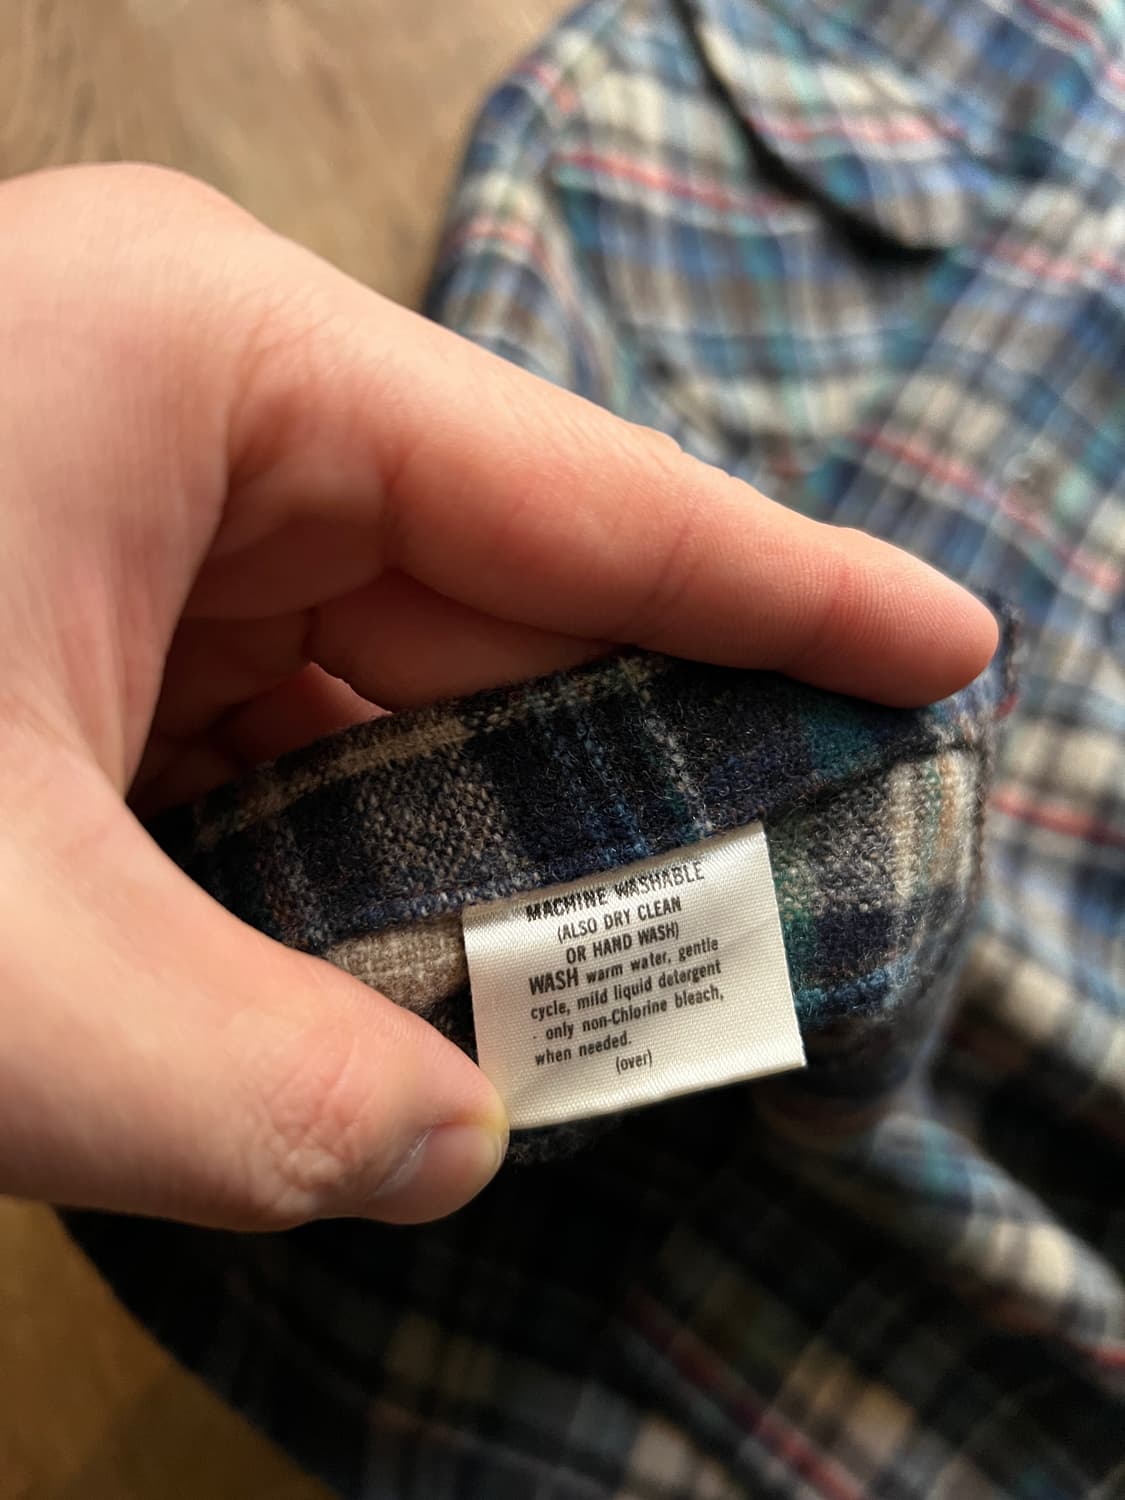 MACHINE WASHABLE
(ALSO DRY CLEAN
OR HAND WASH)
WASH warm water, gentle
cycle, mild liquid detergent
· only non-Chlorine bleach,
when needed.
(over)